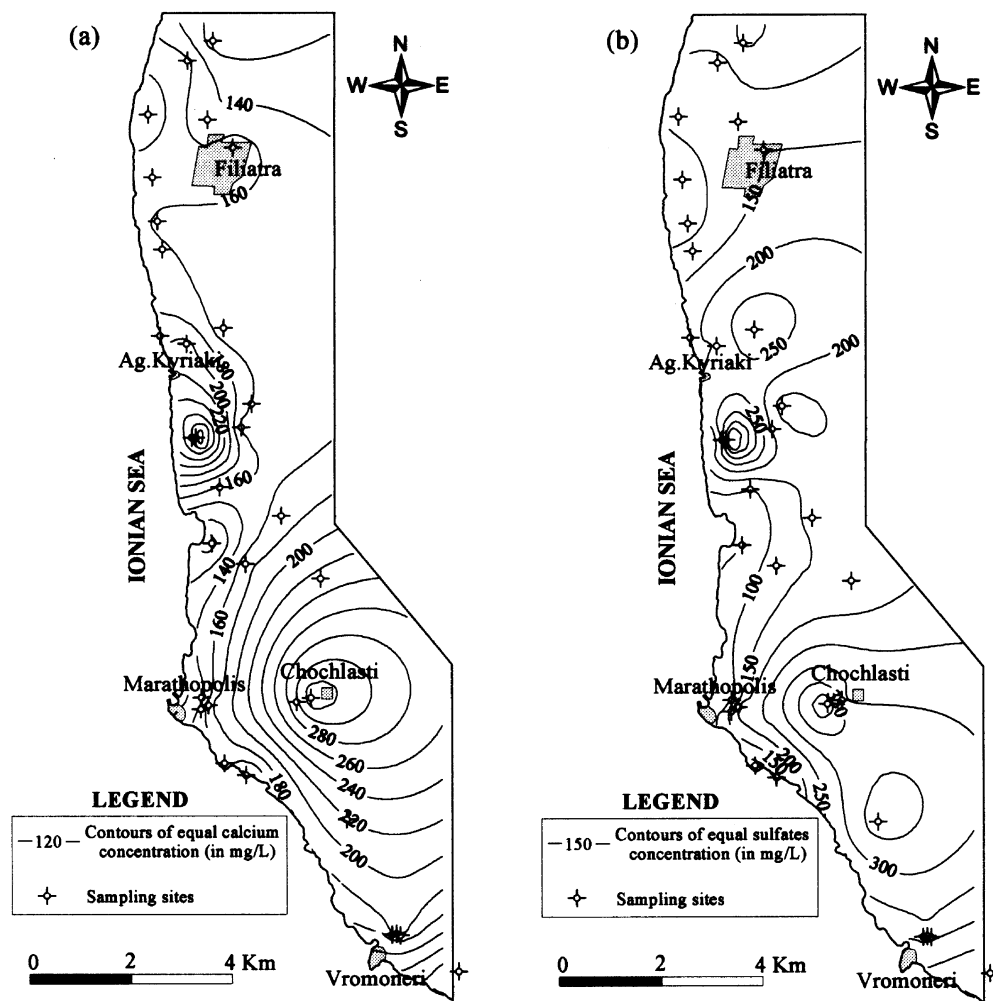 (a)
N
W E
S
140
Filiatra
160
Ag.Kyriaki
180
200
220
160
IONIAN SEA
200
140
160
Marathopolis
Chochlasti
280
260
240
180
220
200
LEGEND
—120— Contours of equal calcium
concentration (in mg/L)
Sampling sites
0 2 4 Km
Vromoneri
(b)
N
W E
S
Filiatra
150
200
250
200
Ag.Kyriaki
250
IONIAN SEA
100
150
Marathopolis
Chochlasti
200
150
250
300
LEGEND
—150— Contours of equal sulfates
concentration (in mg/L)
Sampling sites
0 2 4 Km
Vromoneri